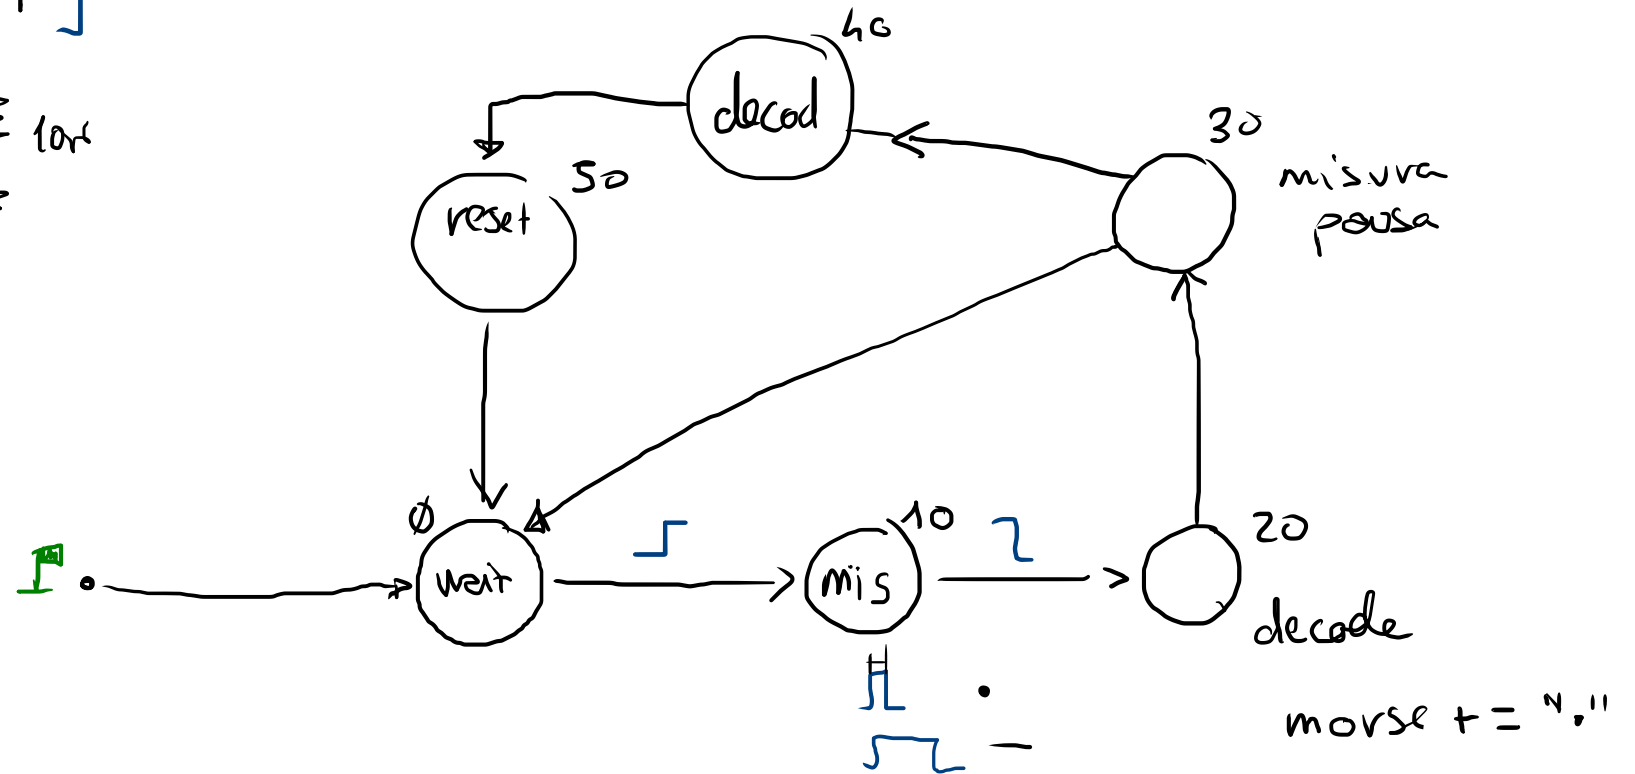 40
decod
30
misura
pausa
50
reset
0
wait
10
mis
20
decode
morse += "."